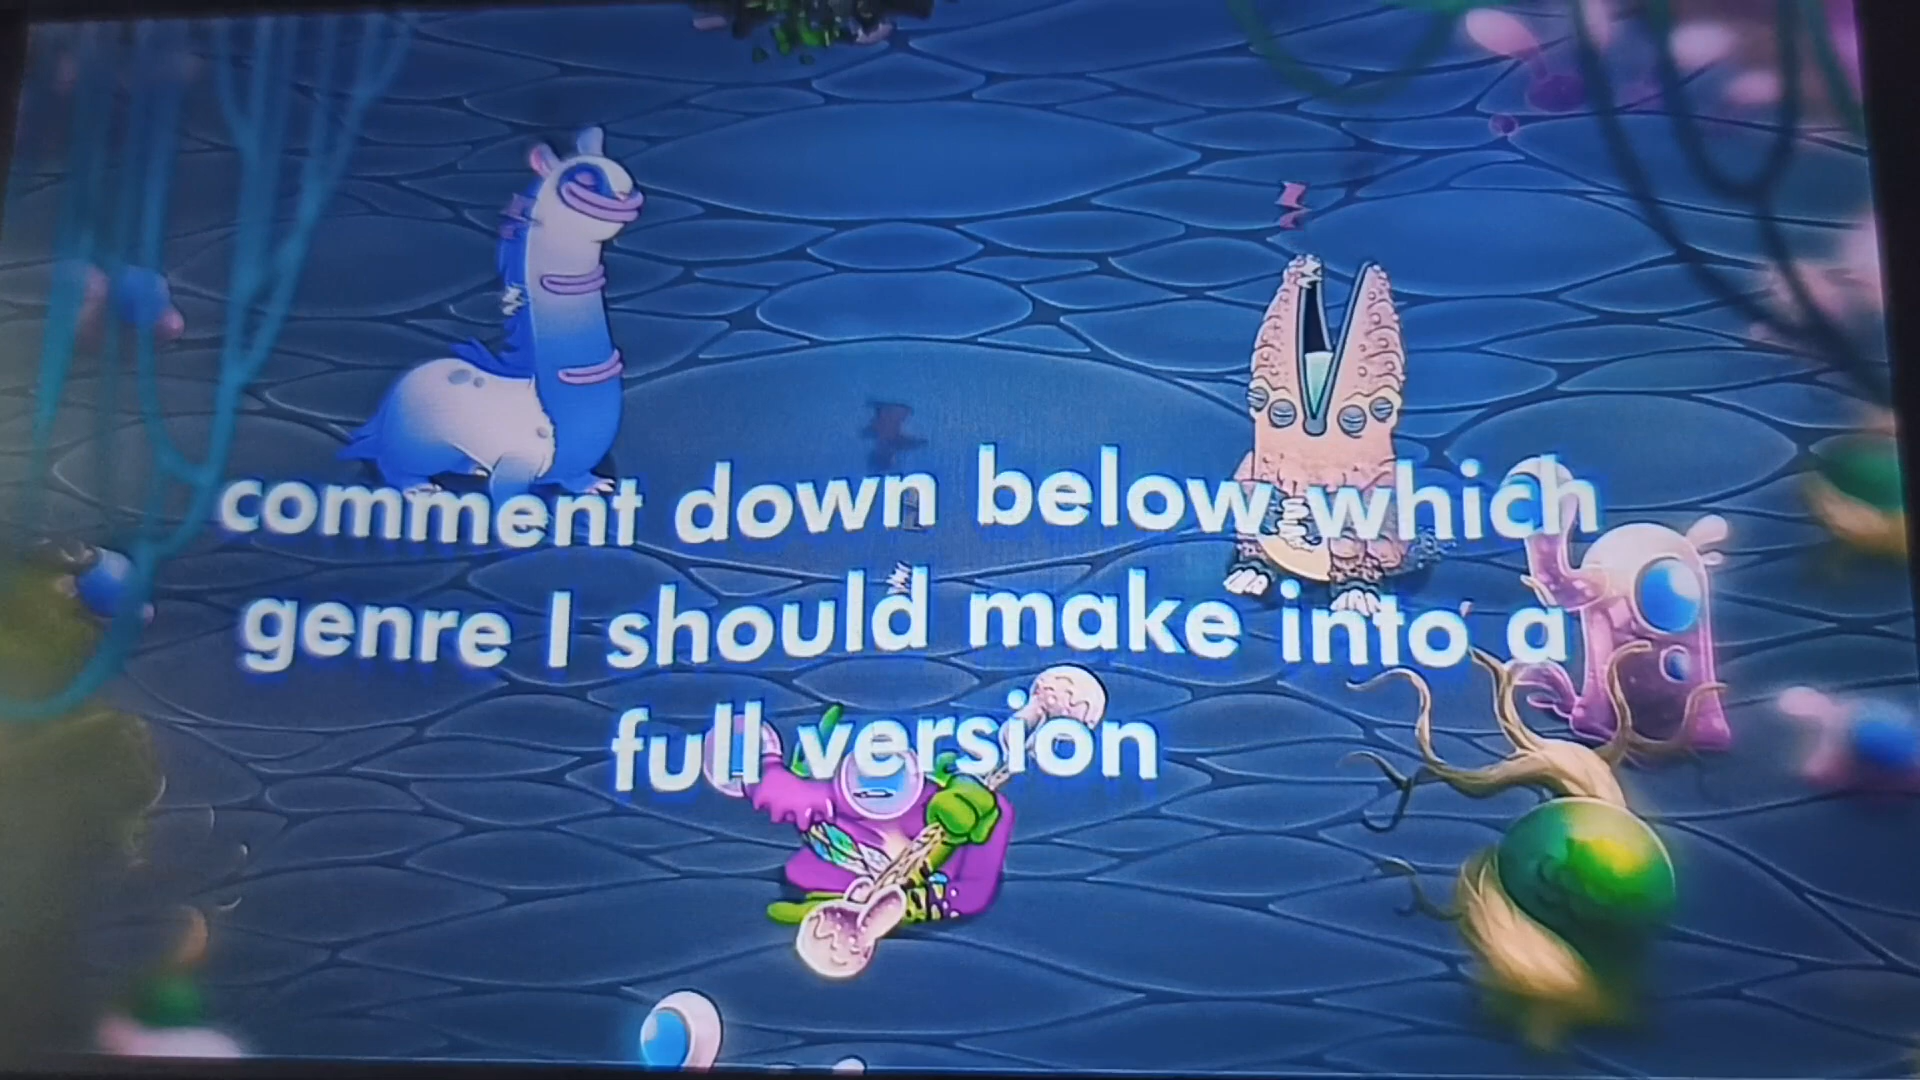 comment down below which
genre I should make into a
full version